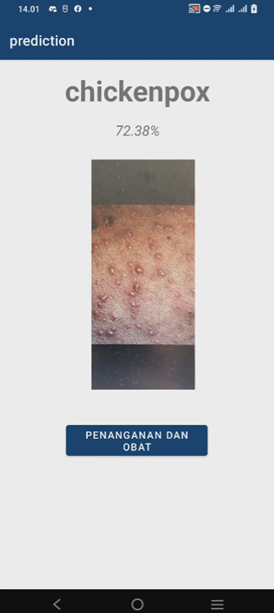 14.01
prediction
chickenpox
72.38%
PENANGANAN DAN
OBAT